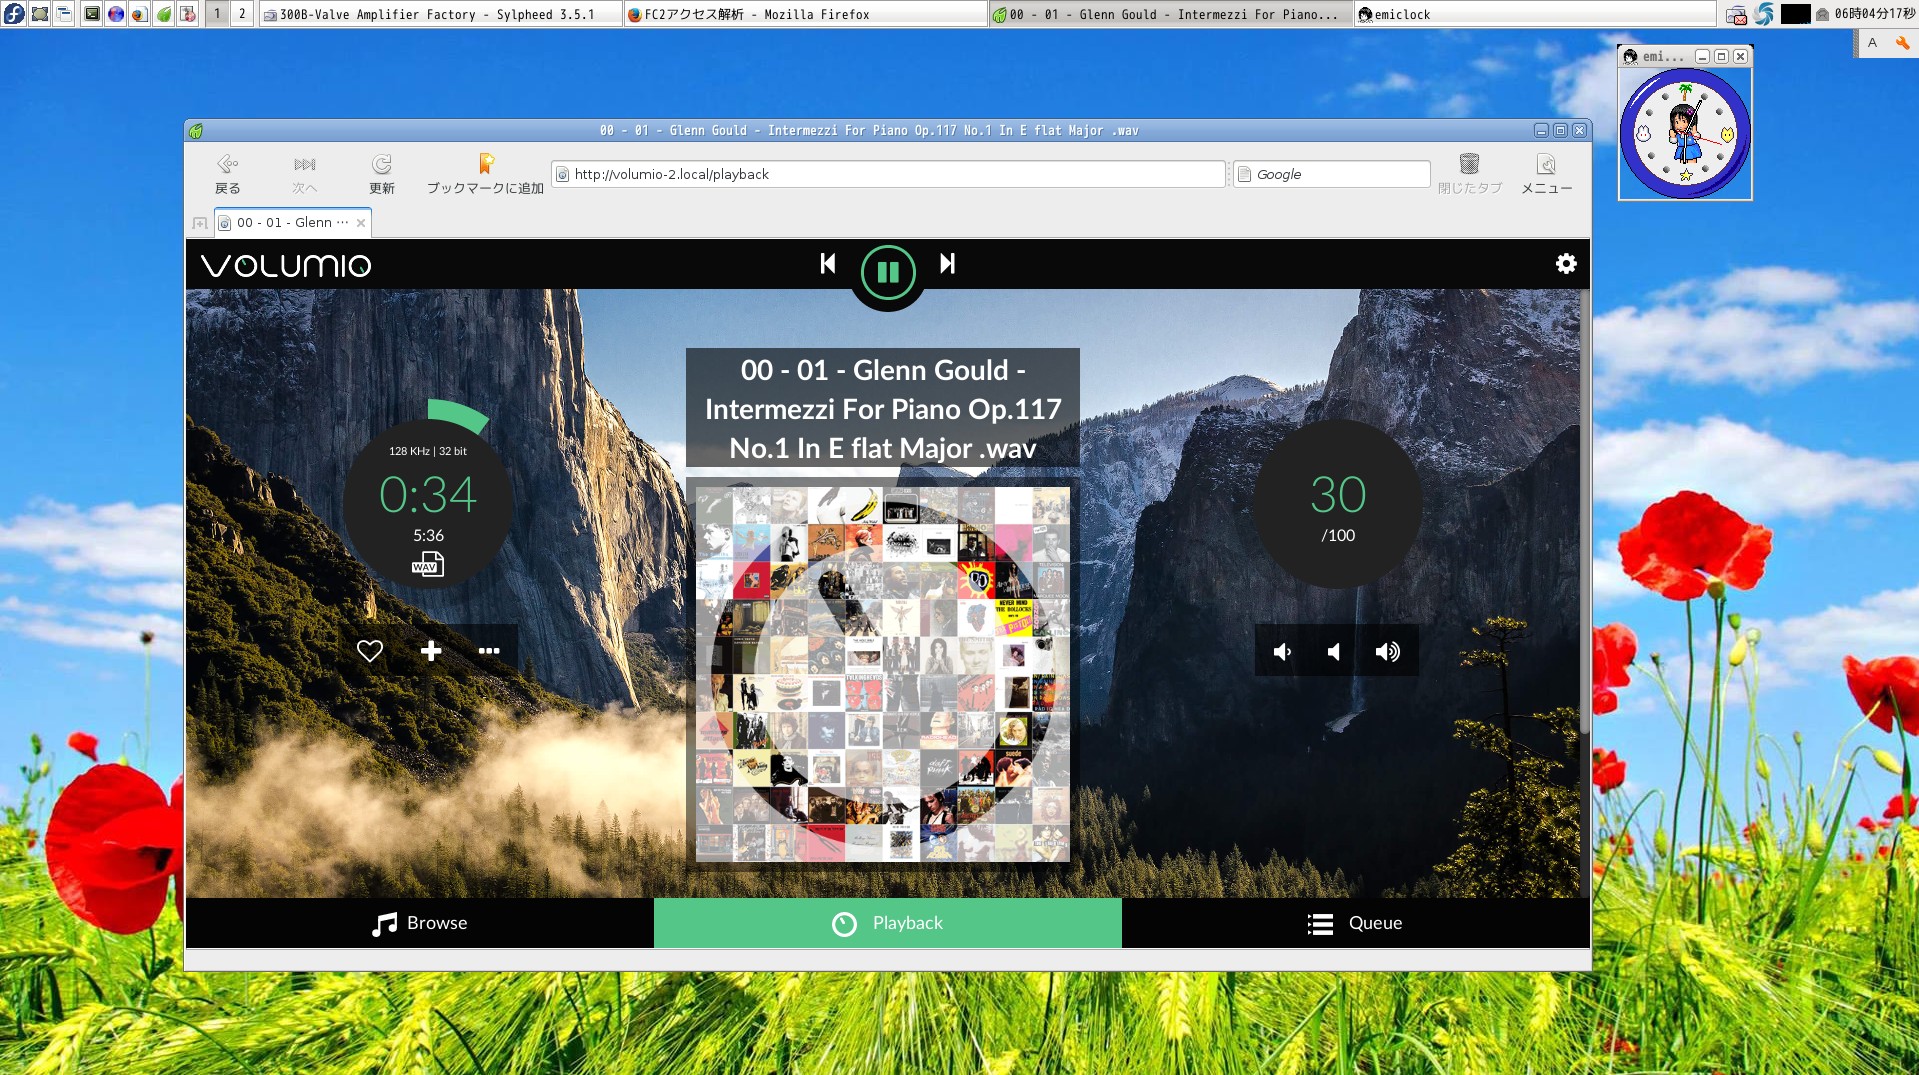 1
2
300B-Valve Amplifier Factory - Sylpheed 3.5.1
FC2アクセス解析 - Mozilla Firefox
00 - 01 - Glenn Gould - Intermezzi For Piano...
emiclock
06時04分17秒
A
emi...
00 - 01 - Glenn Gould - Intermezzi For Piano Op.117 No.1 In E flat Major .wav
戻る
次へ
更新
ブックマークに追加
http://volumio-2.local/playback
Google
閉じたタブ
メニュー
00 - 01 - Glenn ⋯
VOLUMIO
00 - 01 - Glenn Gould -
Intermezzi For Piano Op.117
No.1 In E flat Major .wav
128 KHz | 32 bit
0:34
5:36
WAV
30
/100
NEVER MIND
THE BOLLOCKS
suede
Browse
Playback
Queue